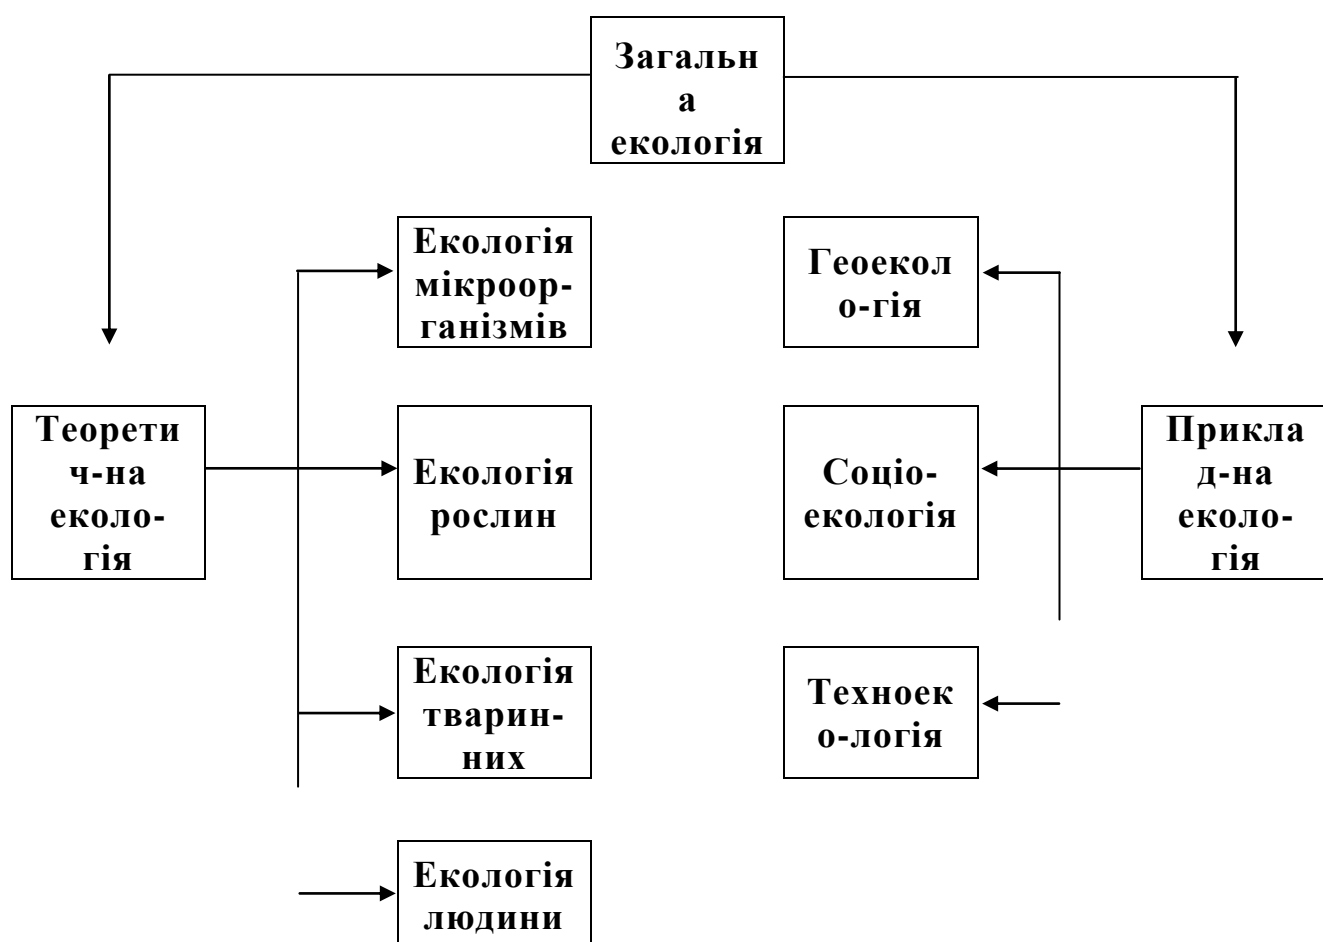 Загальн
а
екологія
Екологія
мікроор-
ганізмів
Геоекол
о-гія
Теорети
ч-на
еколо-
гія
Екологія
рослин
Соціо-
екологія
Прикла
д-на
еколо-
гія
Екологія
тварин-
них
Техноек
о-логія
Екологія
людини